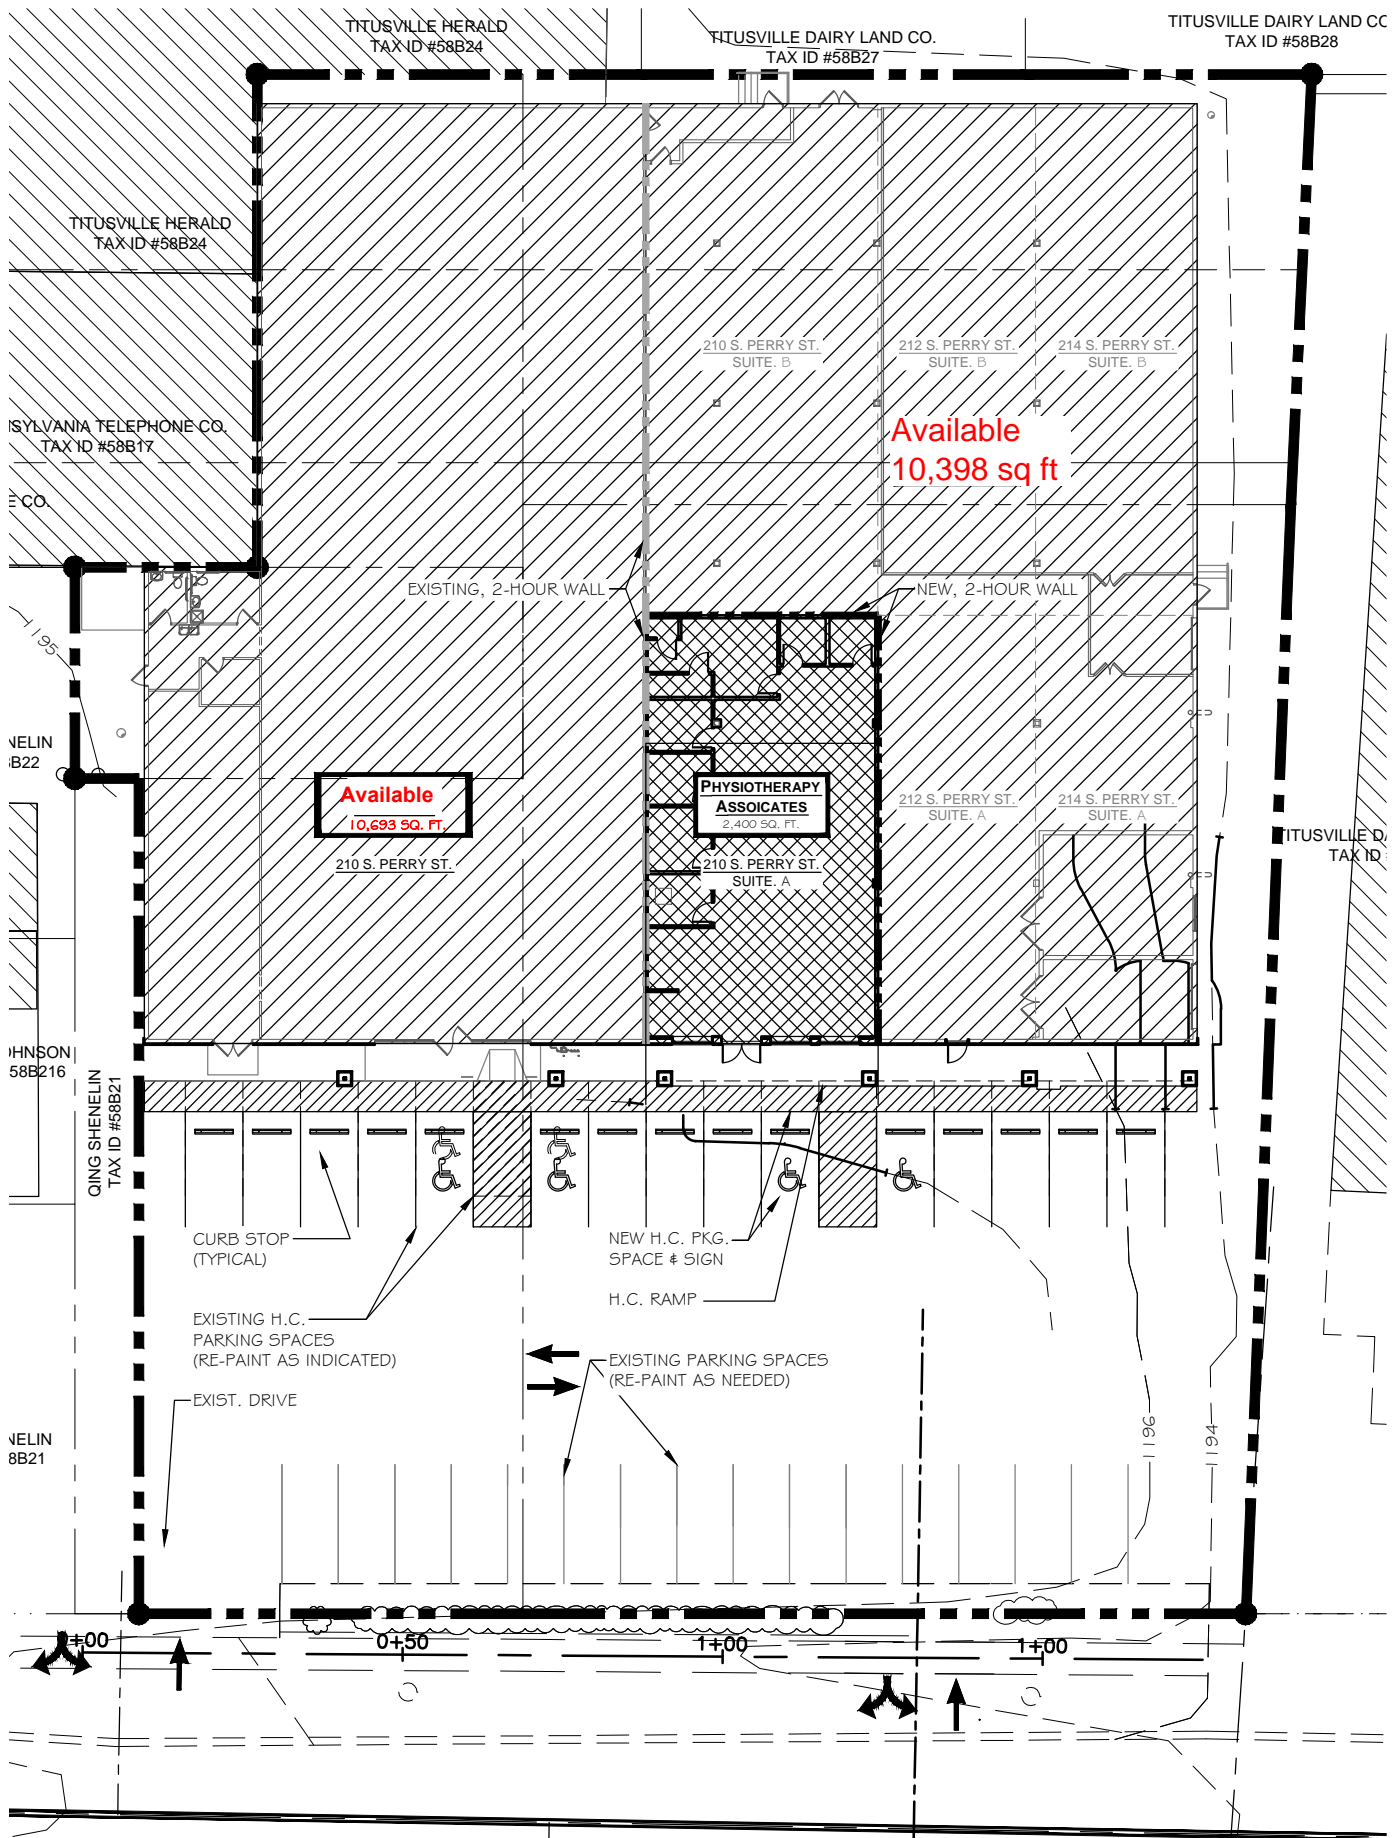 TITUSVILLE HERALD
TAX ID #58B24
TITUSVILLE DAIRY LAND CO.
TAX ID #58B27
TITUSVILLE DAIRY LAND CO
TAX ID #58B28
TITUSVILLE HERALD
TAX ID #58B24
210 S. PERRY ST.
SUITE. B
212 S. PERRY ST.
SUITE. B
214 S. PERRY ST.
SUITE. B
SYLVANIA TELEPHONE CO.
TAX ID #58B17
Available
10,398 sq ft
E CO.
EXISTING, 2-HOUR WALL
NEW, 2-HOUR WALL
1195
NELIN
B22
Available
10,693 SQ. FT.
210 S. PERRY ST.
PHYSIOTHERAPY
ASSOICATES
2,400 SQ. FT.
210 S. PERRY ST.
SUITE. A
212 S. PERRY ST.
SUITE. A
214 S. PERRY ST.
SUITE. A
TITUSVILLE DA
TAX ID
OHNSON
58B216
QING SHENELIN
TAX ID #58B21
CURB STOP
(TYPICAL)
NEW H.C. PKG.
SPACE & SIGN
H.C. RAMP
EXISTING H.C.
PARKING SPACES
(RE-PAINT AS INDICATED)
EXISTING PARKING SPACES
(RE-PAINT AS NEEDED)
EXIST. DRIVE
NELIN
8B21
1196
1194
0+00
0+50
1+00
1+00